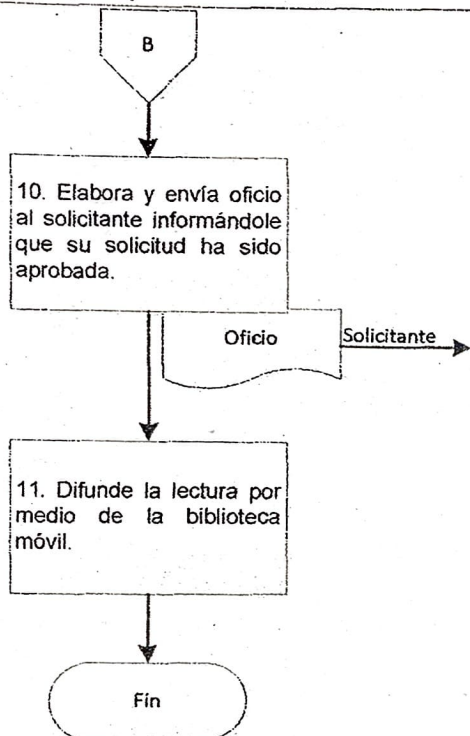 B
10. Elabora y envía oficio
al solicitante informándole
que su solicitud ha sido
aprobada.
Oficio
Solicitante
11. Difunde la lectura por
medio de la biblioteca
móvil.
Fin